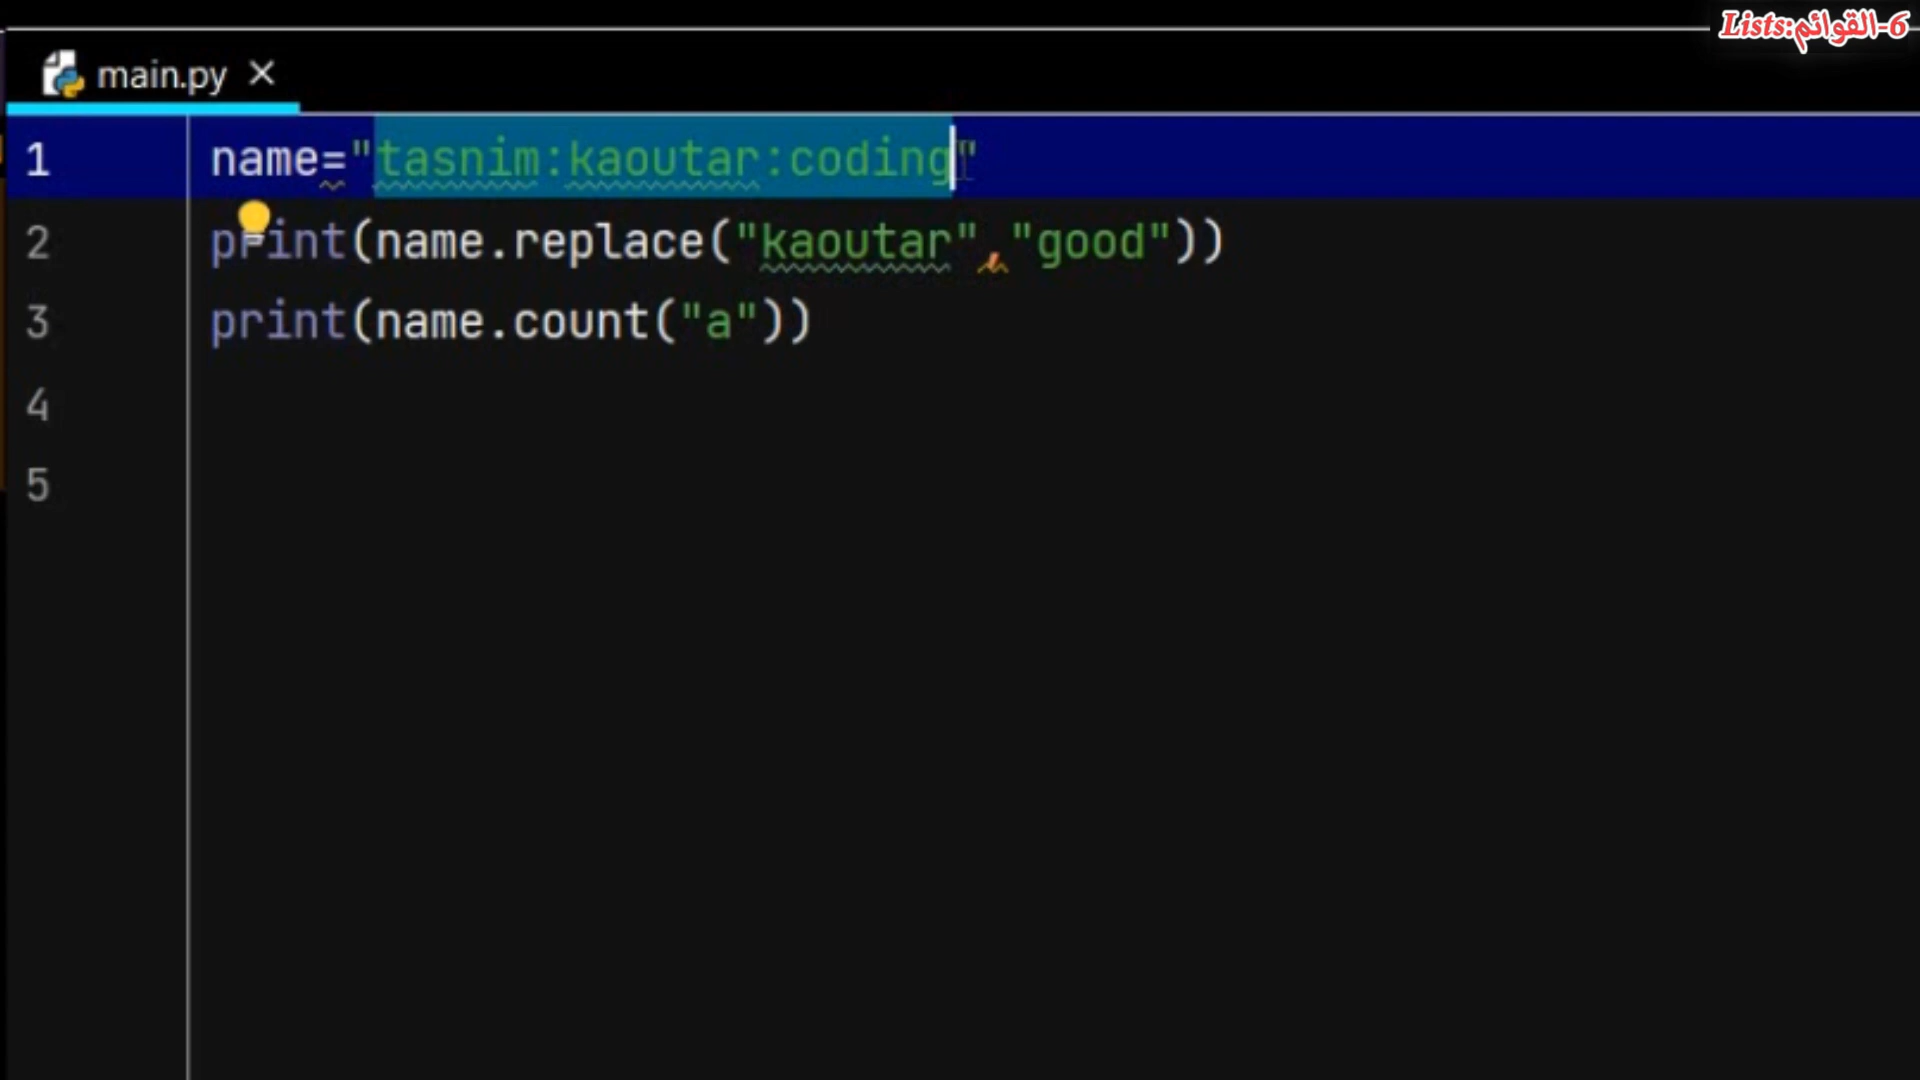 6-القوائم:Lists
main.py
1 name="tasnim:kaoutar:coding"
2 print(name.replace("kaoutar","good"))
3 print(name.count("a"))
4
5